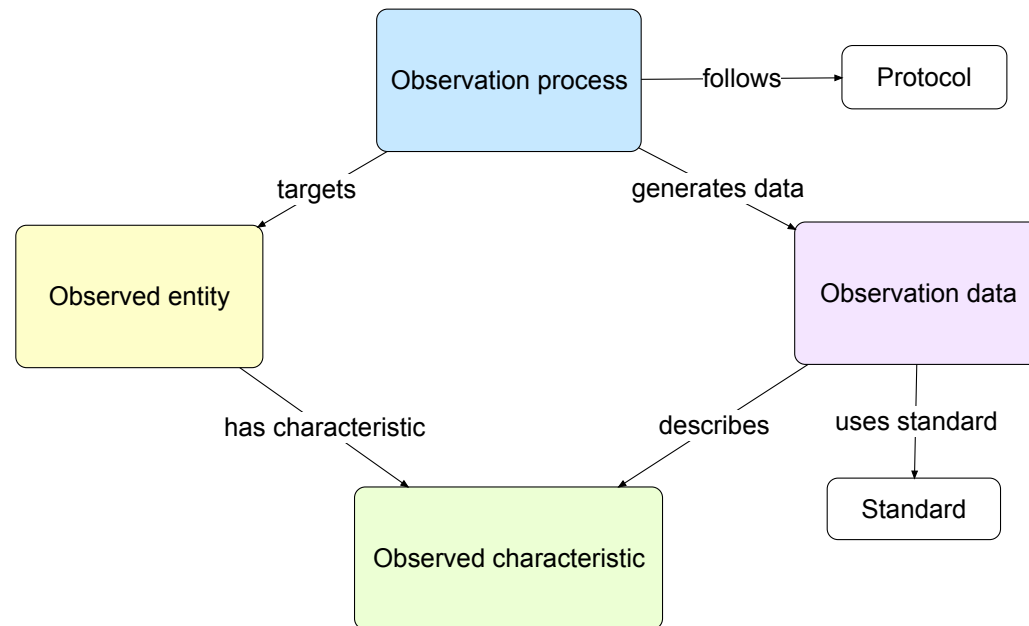 Observation process
follows
Protocol
targets
generates data
Observed entity
Observation data
has characteristic
describes
uses standard
Standard
Observed characteristic